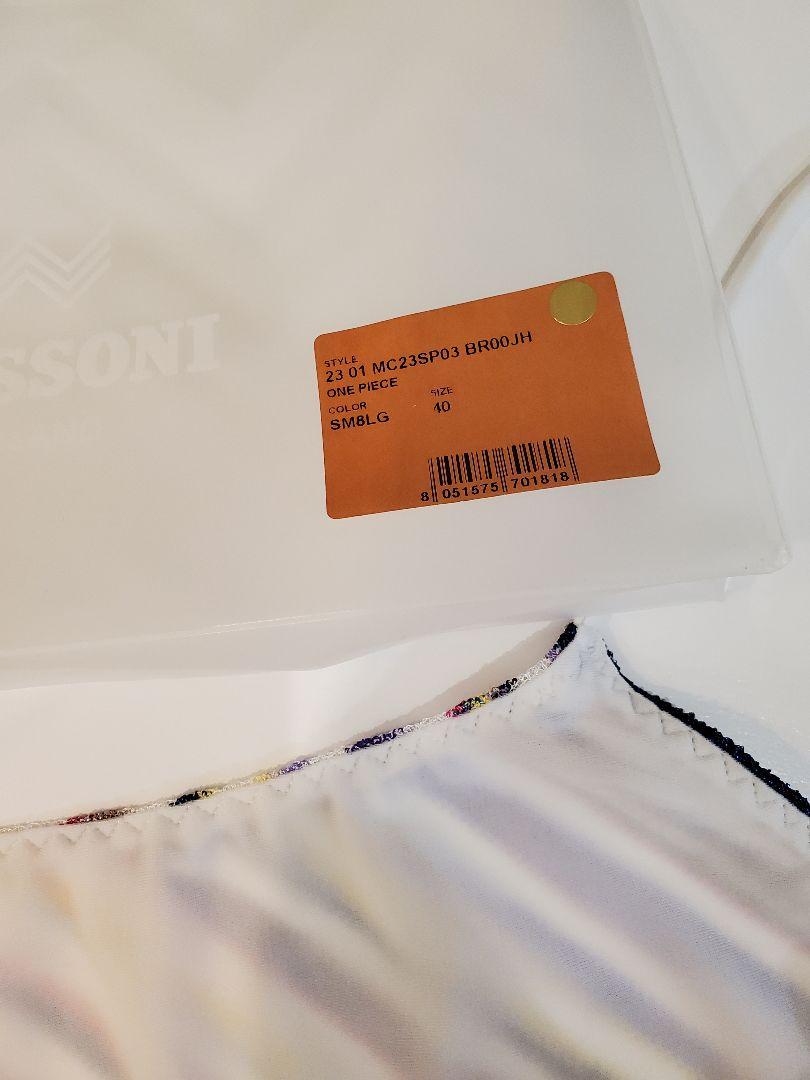 SSONI
STYLE
23 01 MC23SP03 BR00JH
ONE PIECE
COLOR SIZE
SM8LG 40
8 051575 701818